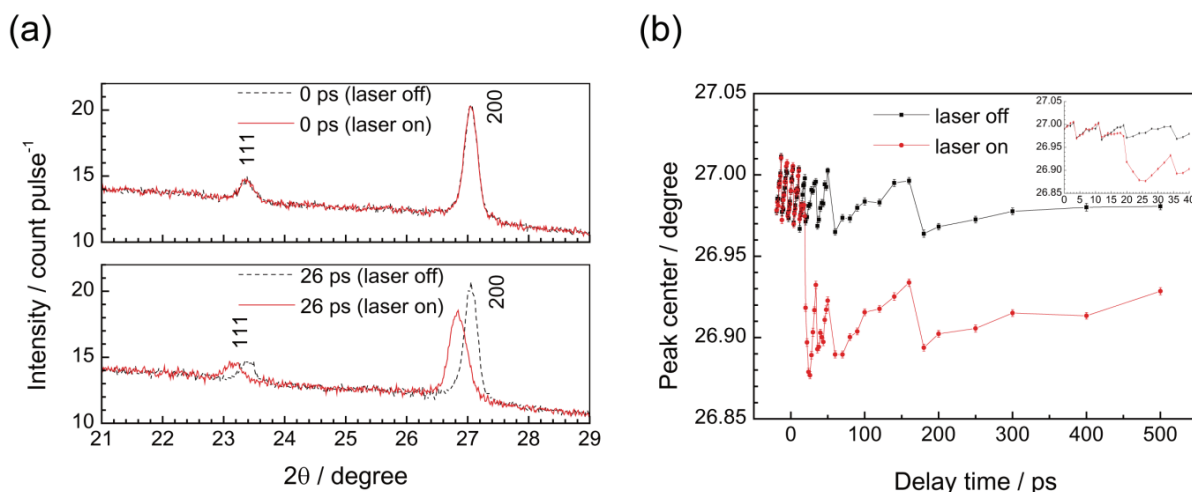 (a)
(b)
20
15
10
0 ps (laser off)
0 ps (laser on)
111
200
20
15
10
26 ps (laser off)
26 ps (laser on)
111
200
21 22 23 24 25 26 27 28 29
2θ / degree
Intensity / count pulse⁻¹
27.05
27.00
26.95
26.90
26.85
laser off
laser on
27.05
27.00
26.95
26.90
26.85
0 5 10 15 20 25 30 35 40
0 100 200 300 400 500
Delay time / ps
Peak center / degree